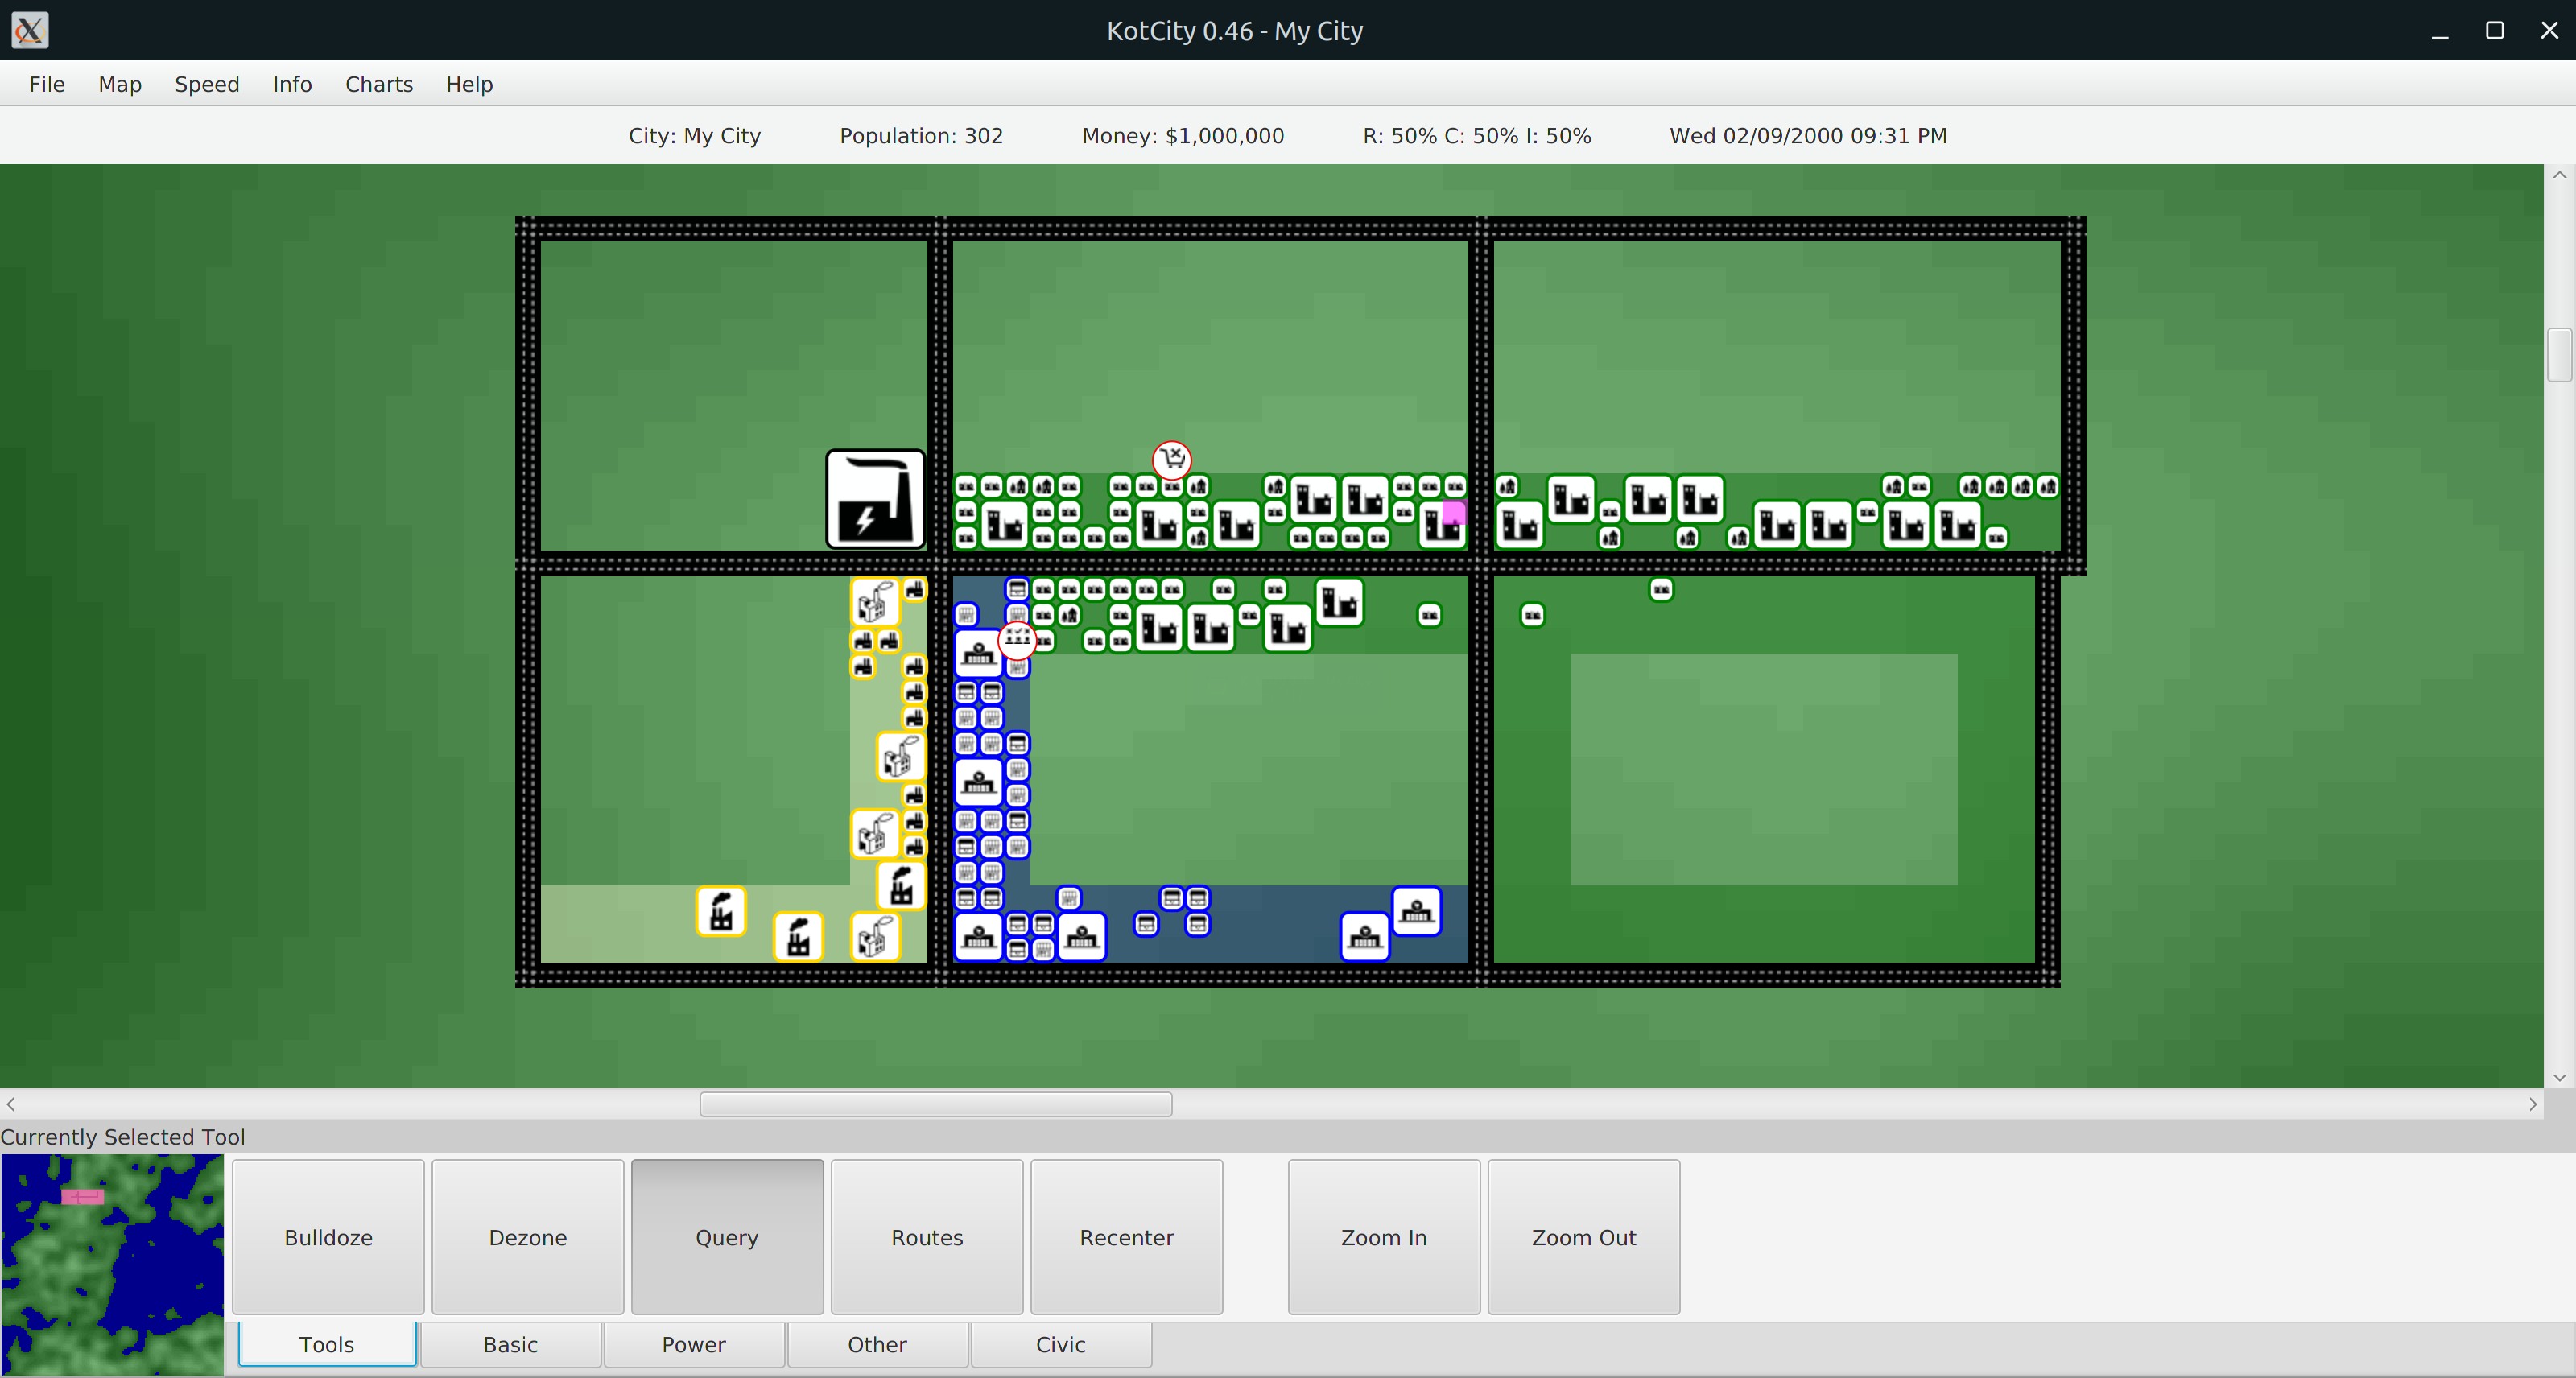 KotCity 0.46 - My City
File Map Speed Info Charts Help
City: My City Population: 302 Money: $1,000,000 R: 50% C: 50% I: 50% Wed 02/09/2000 09:31 PM
Currently Selected Tool
Bulldoze Dezone Query Routes Recenter Zoom In Zoom Out
Tools Basic Power Other Civic